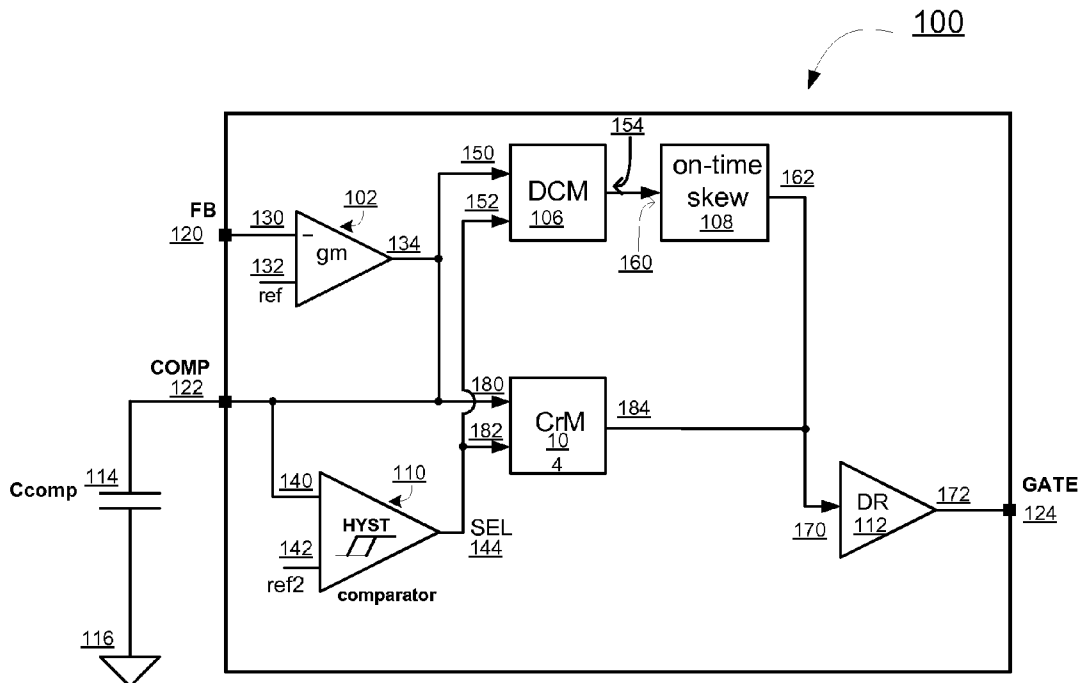 100
154
150
DCM
106
on-time
skew
108
162
152
160
FB
120
130
102
-
gm
134
132
ref
COMP
122
180
CrM
10
4
184
182
114
Ccomp
140
110
HYST
SEL
144
142
ref2
comparator
DR
112
170
172
GATE
124
116